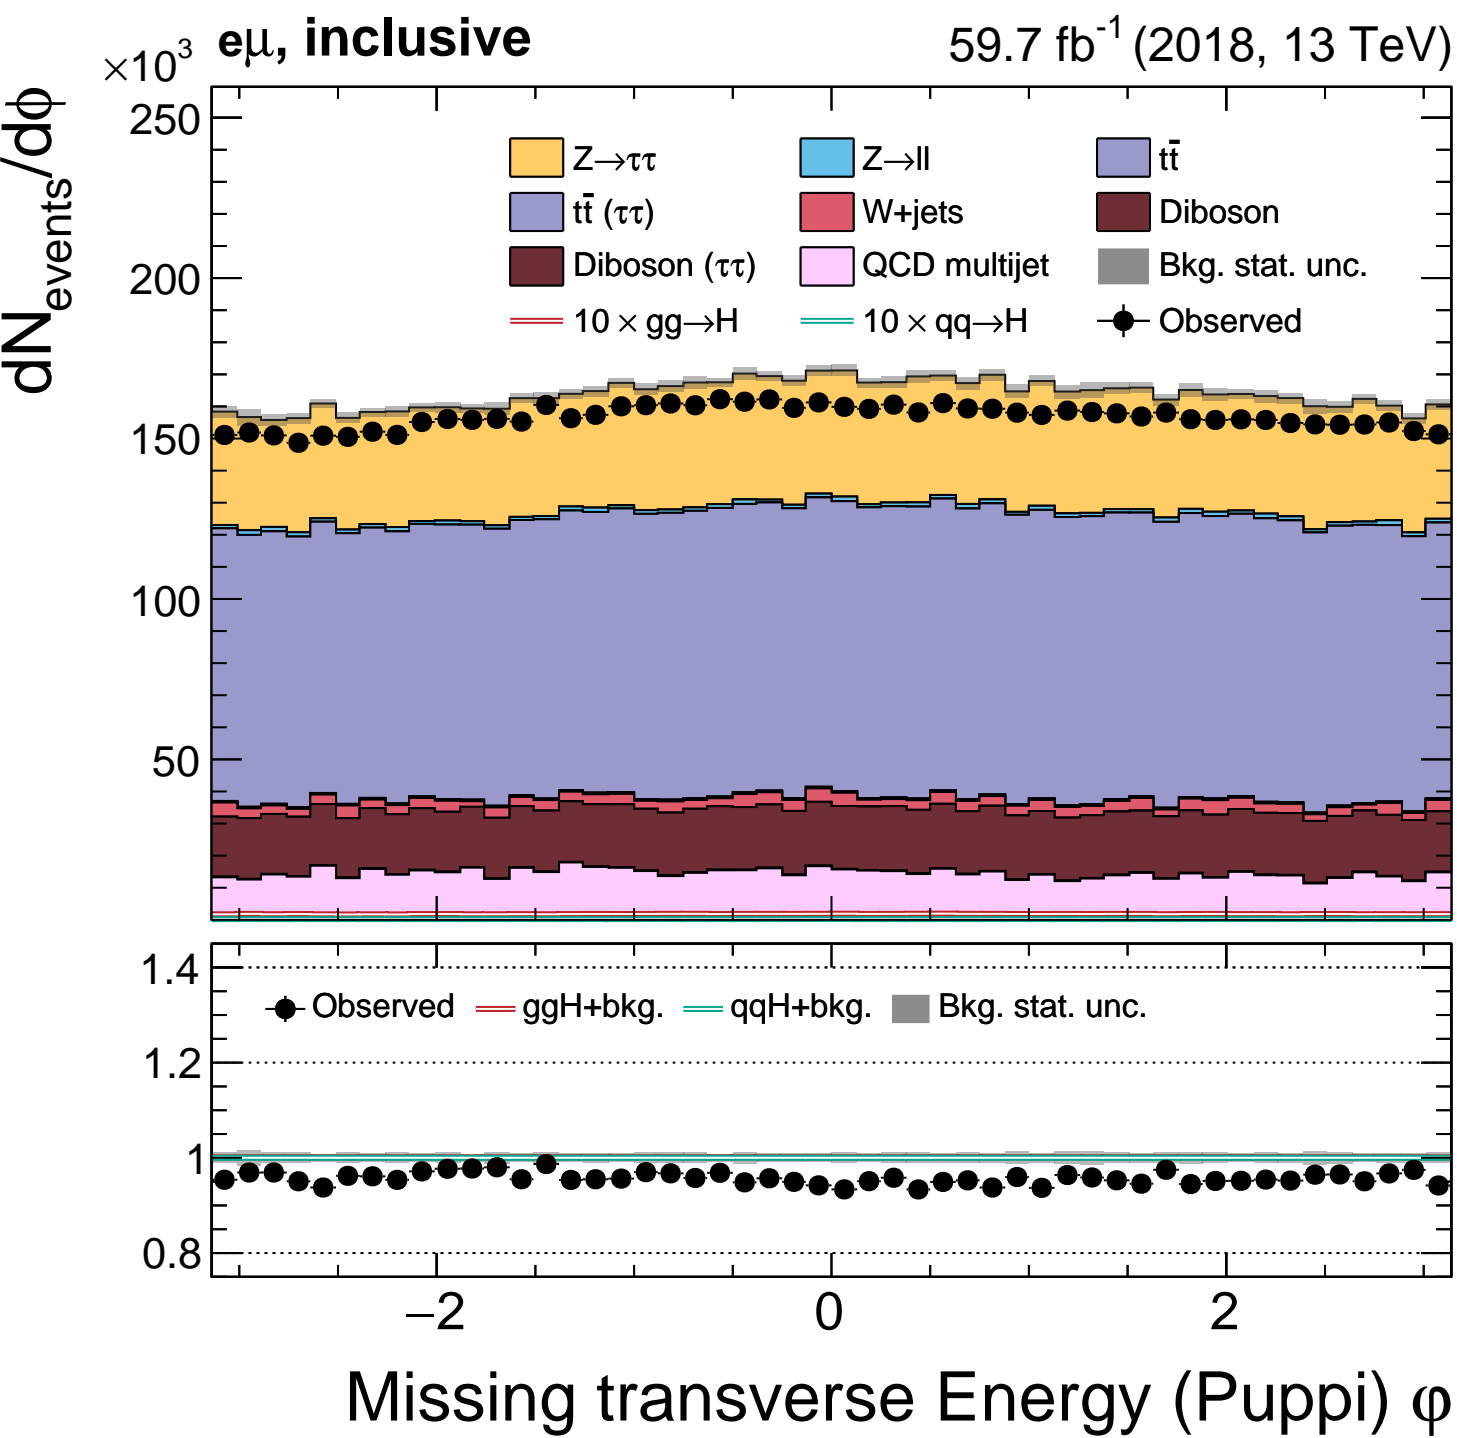 eμ, inclusive 59.7 fb⁻¹ (2018, 13 TeV)
×10³
dN_events/dϕ
250
200
150
100
50
Z→ττ Z→ll tt̄
tt̄ (ττ) W+jets Diboson
Diboson (ττ) QCD multijet Bkg. stat. unc.
10 × gg→H 10 × qq→H Observed
1.4
1.2
1
0.8
Observed ggH+bkg. qqH+bkg. Bkg. stat. unc.
−2 0 2
Missing transverse Energy (Puppi) φ